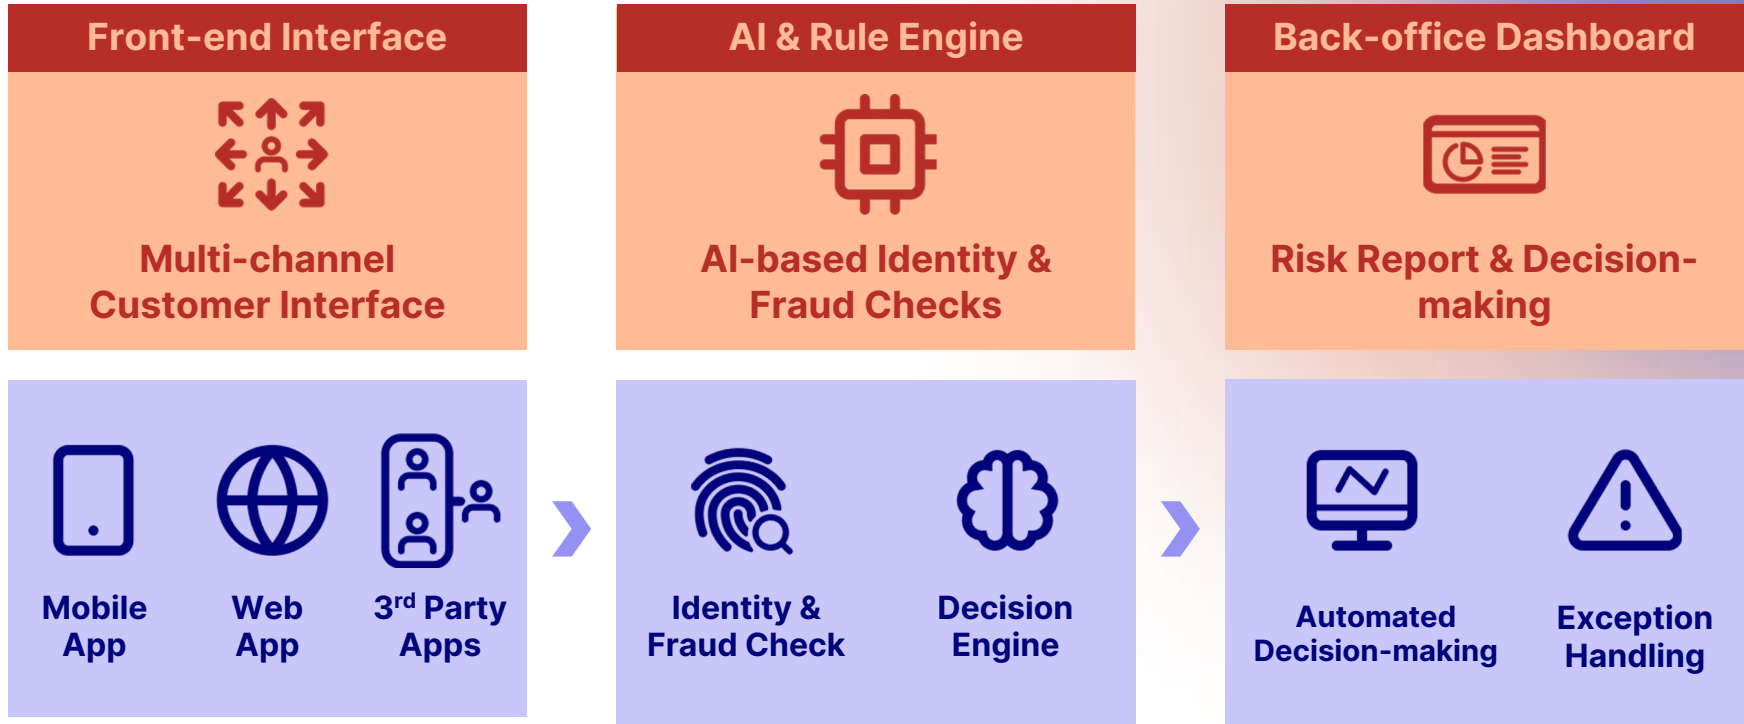 Front-end Interface
Multi-channel
Customer Interface
Mobile
App
Web
App
3rd Party
Apps
AI & Rule Engine
AI-based Identity &
Fraud Checks
Identity &
Fraud Check
Decision
Engine
Back-office Dashboard
Risk Report & Decision-
making
Automated
Decision-making
Exception
Handling